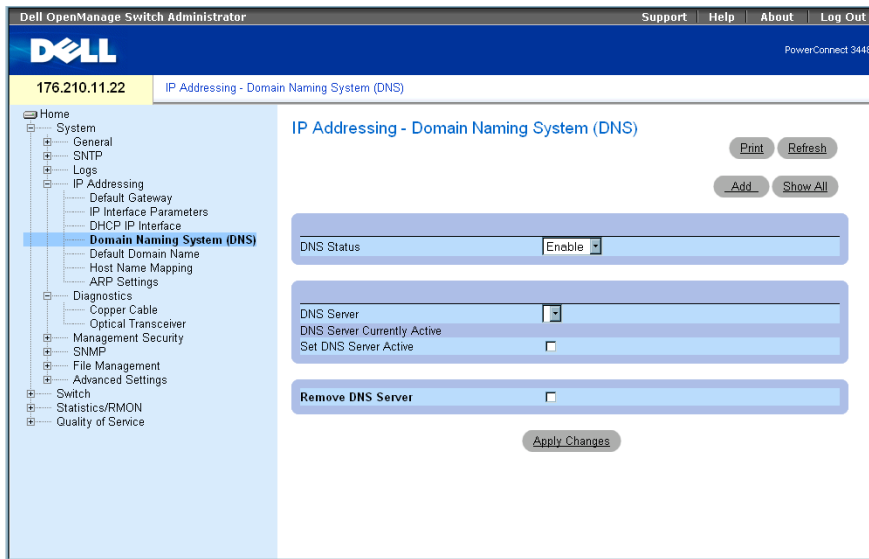 Dell OpenManage Switch Administrator
Support Help About Log Out
DELL
PowerConnect 3448
176.210.11.22
IP Addressing - Domain Naming System (DNS)
Home
System
General
SNTP
Logs
IP Addressing
Default Gateway
IP Interface Parameters
DHCP IP Interface
Domain Naming System (DNS)
Default Domain Name
Host Name Mapping
ARP Settings
Diagnostics
Copper Cable
Optical Transceiver
Management Security
SNMP
File Management
Advanced Settings
Switch
Statistics/RMON
Quality of Service
IP Addressing - Domain Naming System (DNS)
Print Refresh
Add Show All
DNS Status Enable
DNS Server
DNS Server Currently Active
Set DNS Server Active
Remove DNS Server
Apply Changes